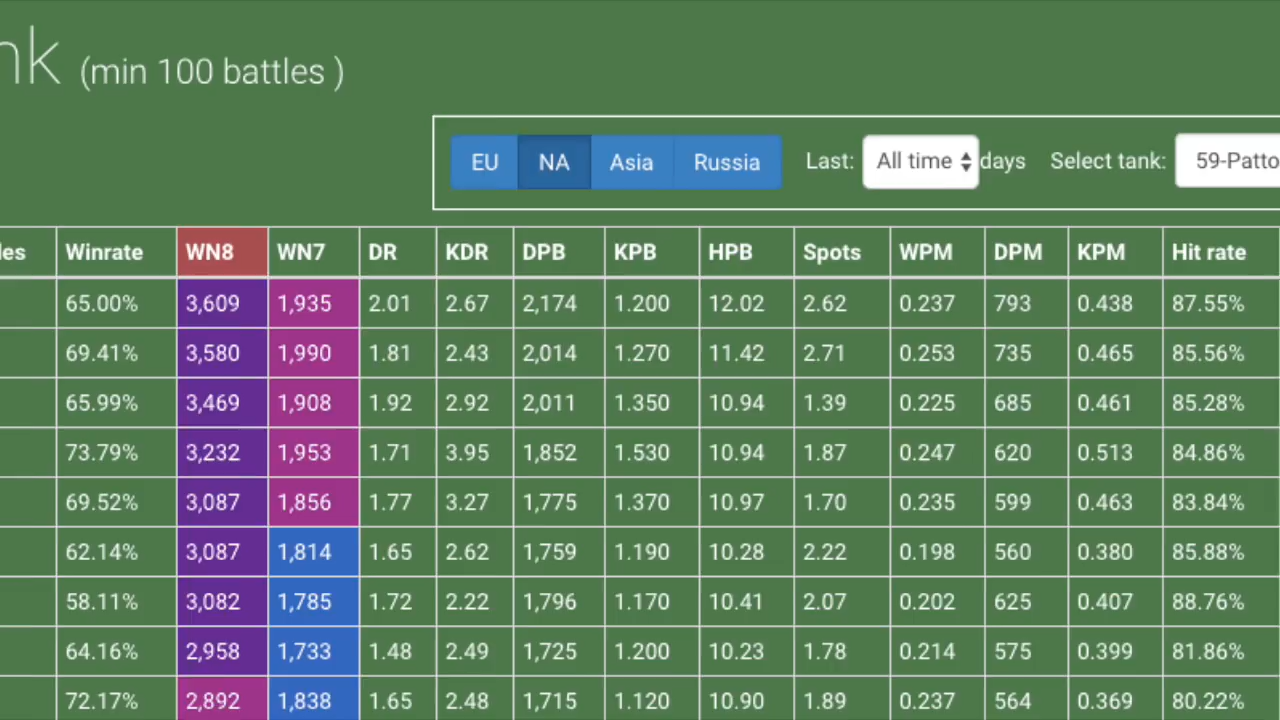 nk (min 100 battles )
EU NA Asia Russia Last: All time days Select tank: 59-Patto
les Winrate WN8 WN7 DR KDR DPB KPB HPB Spots WPM DPM KPM Hit rate
65.00% 3,609 1,935 2.01 2.67 2,174 1.200 12.02 2.62 0.237 793 0.438 87.55%
69.41% 3,580 1,990 1.81 2.43 2,014 1.270 11.42 2.71 0.253 735 0.465 85.56%
65.99% 3,469 1,908 1.92 2.92 2,011 1.350 10.94 1.39 0.225 685 0.461 85.28%
73.79% 3,232 1,953 1.71 3.95 1,852 1.530 10.94 1.87 0.247 620 0.513 84.86%
69.52% 3,087 1,856 1.77 3.27 1,775 1.370 10.97 1.70 0.235 599 0.463 83.84%
62.14% 3,087 1,814 1.65 2.62 1,759 1.190 10.28 2.22 0.198 560 0.380 85.88%
58.11% 3,082 1,785 1.72 2.22 1,796 1.170 10.41 2.07 0.202 625 0.407 88.76%
64.16% 2,958 1,733 1.48 2.49 1,725 1.200 10.23 1.78 0.214 575 0.399 81.86%
72.17% 2,892 1,838 1.65 2.48 1,715 1.120 10.90 1.89 0.237 564 0.369 80.22%